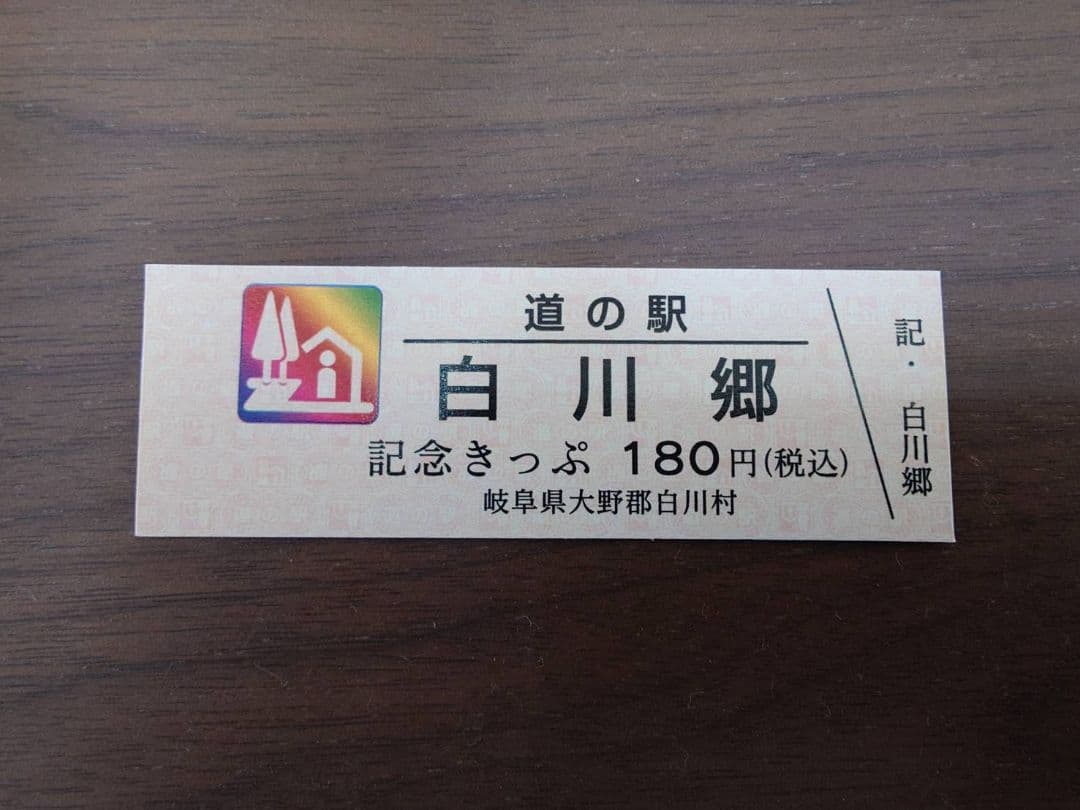 道の駅
白川郷
記念きっぷ 180円(税込)
岐阜県大野郡白川村
記・白川郷